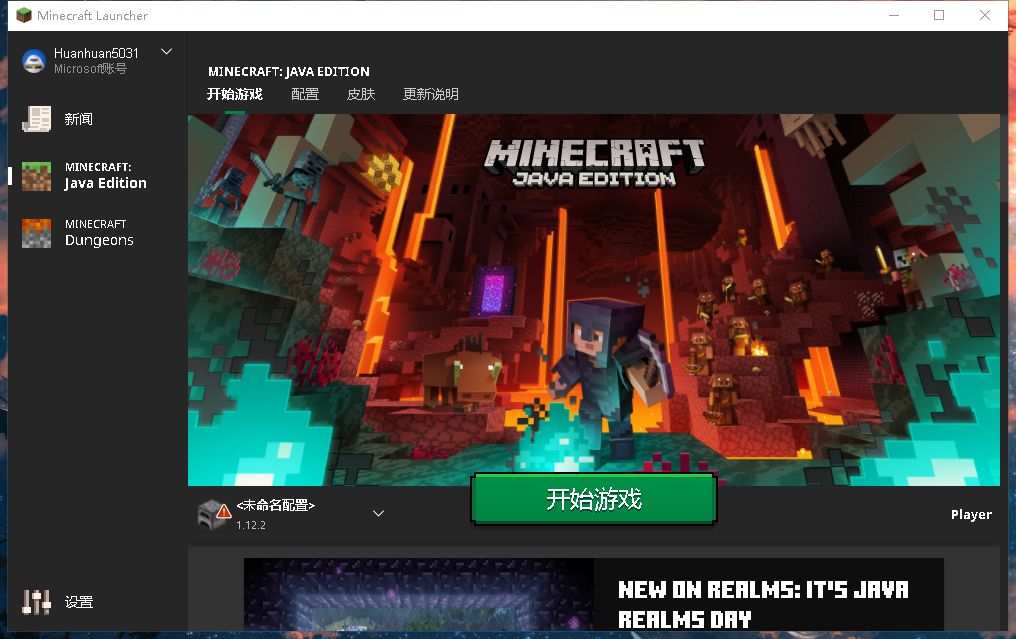 Minecraft Launcher
Huanhuan5031
Microsoft账号
新闻
MINECRAFT:
Java Edition
MINECRAFT
Dungeons
设置
MINECRAFT: JAVA EDITION
开始游戏 配置 皮肤 更新说明
MINECRAFT
JAVA EDITION
<未命名配置>
1.12.2
开始游戏
Player
NEW ON REALMS: IT'S JAVA
REALMS DAY